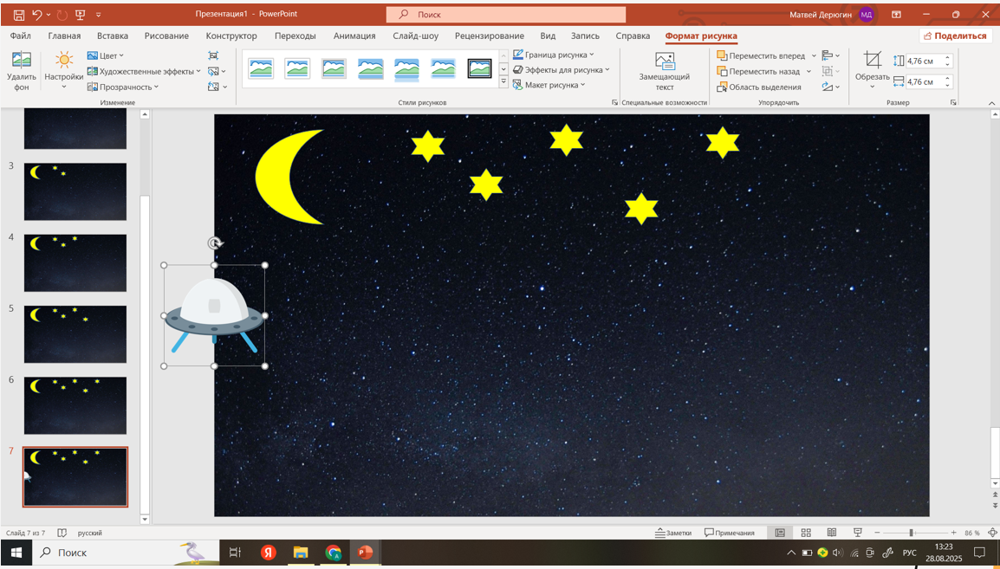 Презентация1 - PowerPoint
Поиск
Матвей Дерюгин МД
Файл Главная Вставка Рисование Конструктор Переходы Анимация Слайд-шоу Рецензирование Вид Запись Справка Формат рисунка Поделиться
Удалить фон
Настройки
Цвет
Художественные эффекты
Прозрачность
Изменение
Граница рисунка
Эффекты для рисунка
Макет рисунка
Стили рисунков
Замещающий текст
Специальные возможности
Переместить вперед
Переместить назад
Область выделения
Упорядочить
Обрезать
4,76 см
4,76 см
Размер
3
4
5
6
7
Слайд 7 из 7 русский Заметки Примечания 86 %
Поиск
Я
A
P
РУС
13:23
28.08.2025